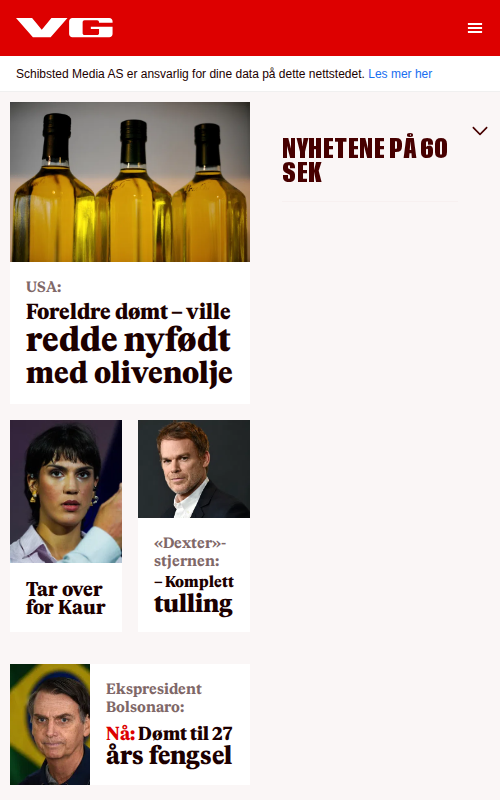 VG
Schibsted Media AS er ansvarlig for dine data på dette nettstedet. Les mer her
USA:
Foreldre dømt – ville
redde nyfødt
med olivenolje
NYHETENE PÅ 60
SEK
Tar over
for Kaur
«Dexter»-
stjernen:
– Komplett
tulling
Ekspresident
Bolsonaro:
Nå: Dømt til 27
års fengsel